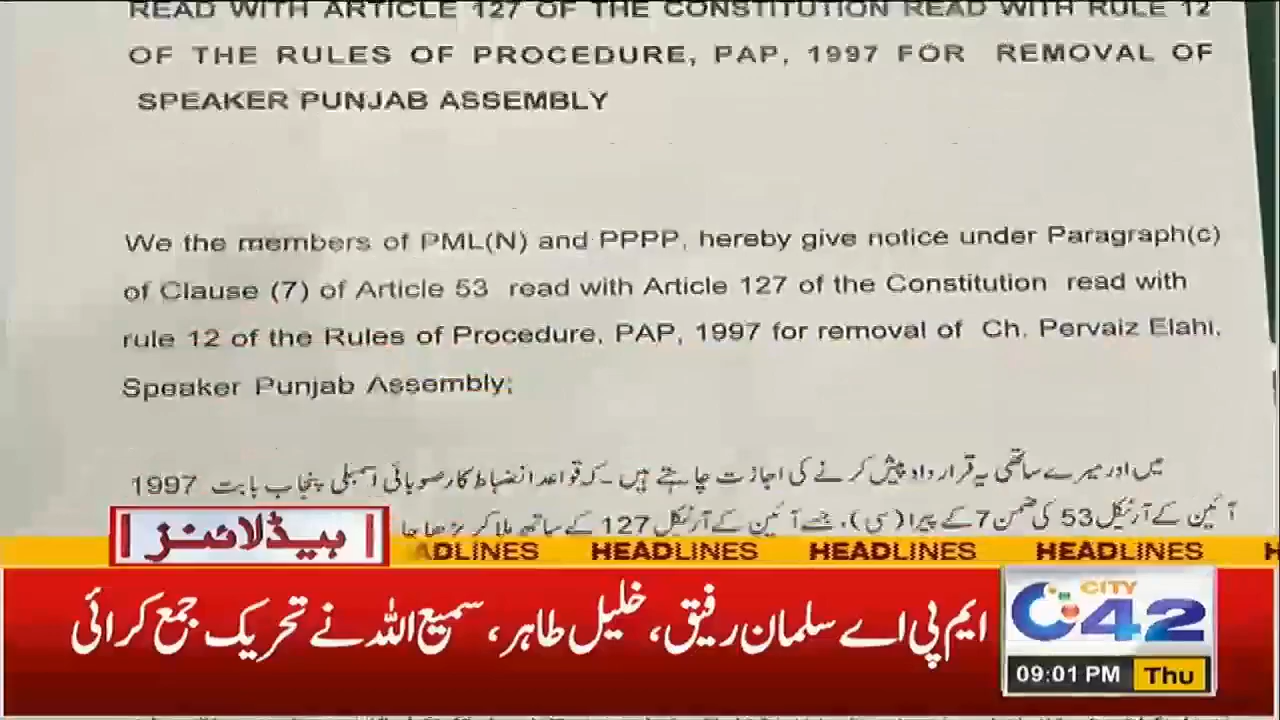 READ WITH ARTICLE 127 OF THE CONSTITUTION READ WITH RULE 12
OF THE RULES OF PROCEDURE, PAP, 1997 FOR REMOVAL OF
SPEAKER PUNJAB ASSEMBLY
We the members of PML(N) and PPPP, hereby give notice under Paragraph(c)
of Clause (7) of Article 53 read with Article 127 of the Constitution read with
rule 12 of the Rules of Procedure, PAP, 1997 for removal of Ch. Pervaiz Elahi,
Speaker Punjab Assembly;
میں اور میرے ساتھی یہ قرار داد پیش کرنے کی اجازت چاہتے ہیں ۔ کہ قواعد انضباط کار صوبائی اسمبلی پنجاب بابت 1997
آئین کے آرٹیکل 53 کی ضمن 7 کے پیرا (سی)، جسے آئین کے آرٹیکل 127 کے ساتھ ملا کر پڑھا جا
ہیڈلائنز
ADLINES HEADLINES HEADLINES HEADLINES H
ایم پی اے سلمان رفیق، خلیل طاہر، سمیع اللہ نے تحریک جمع کرائی
CITY
42
09:01 PM Thu